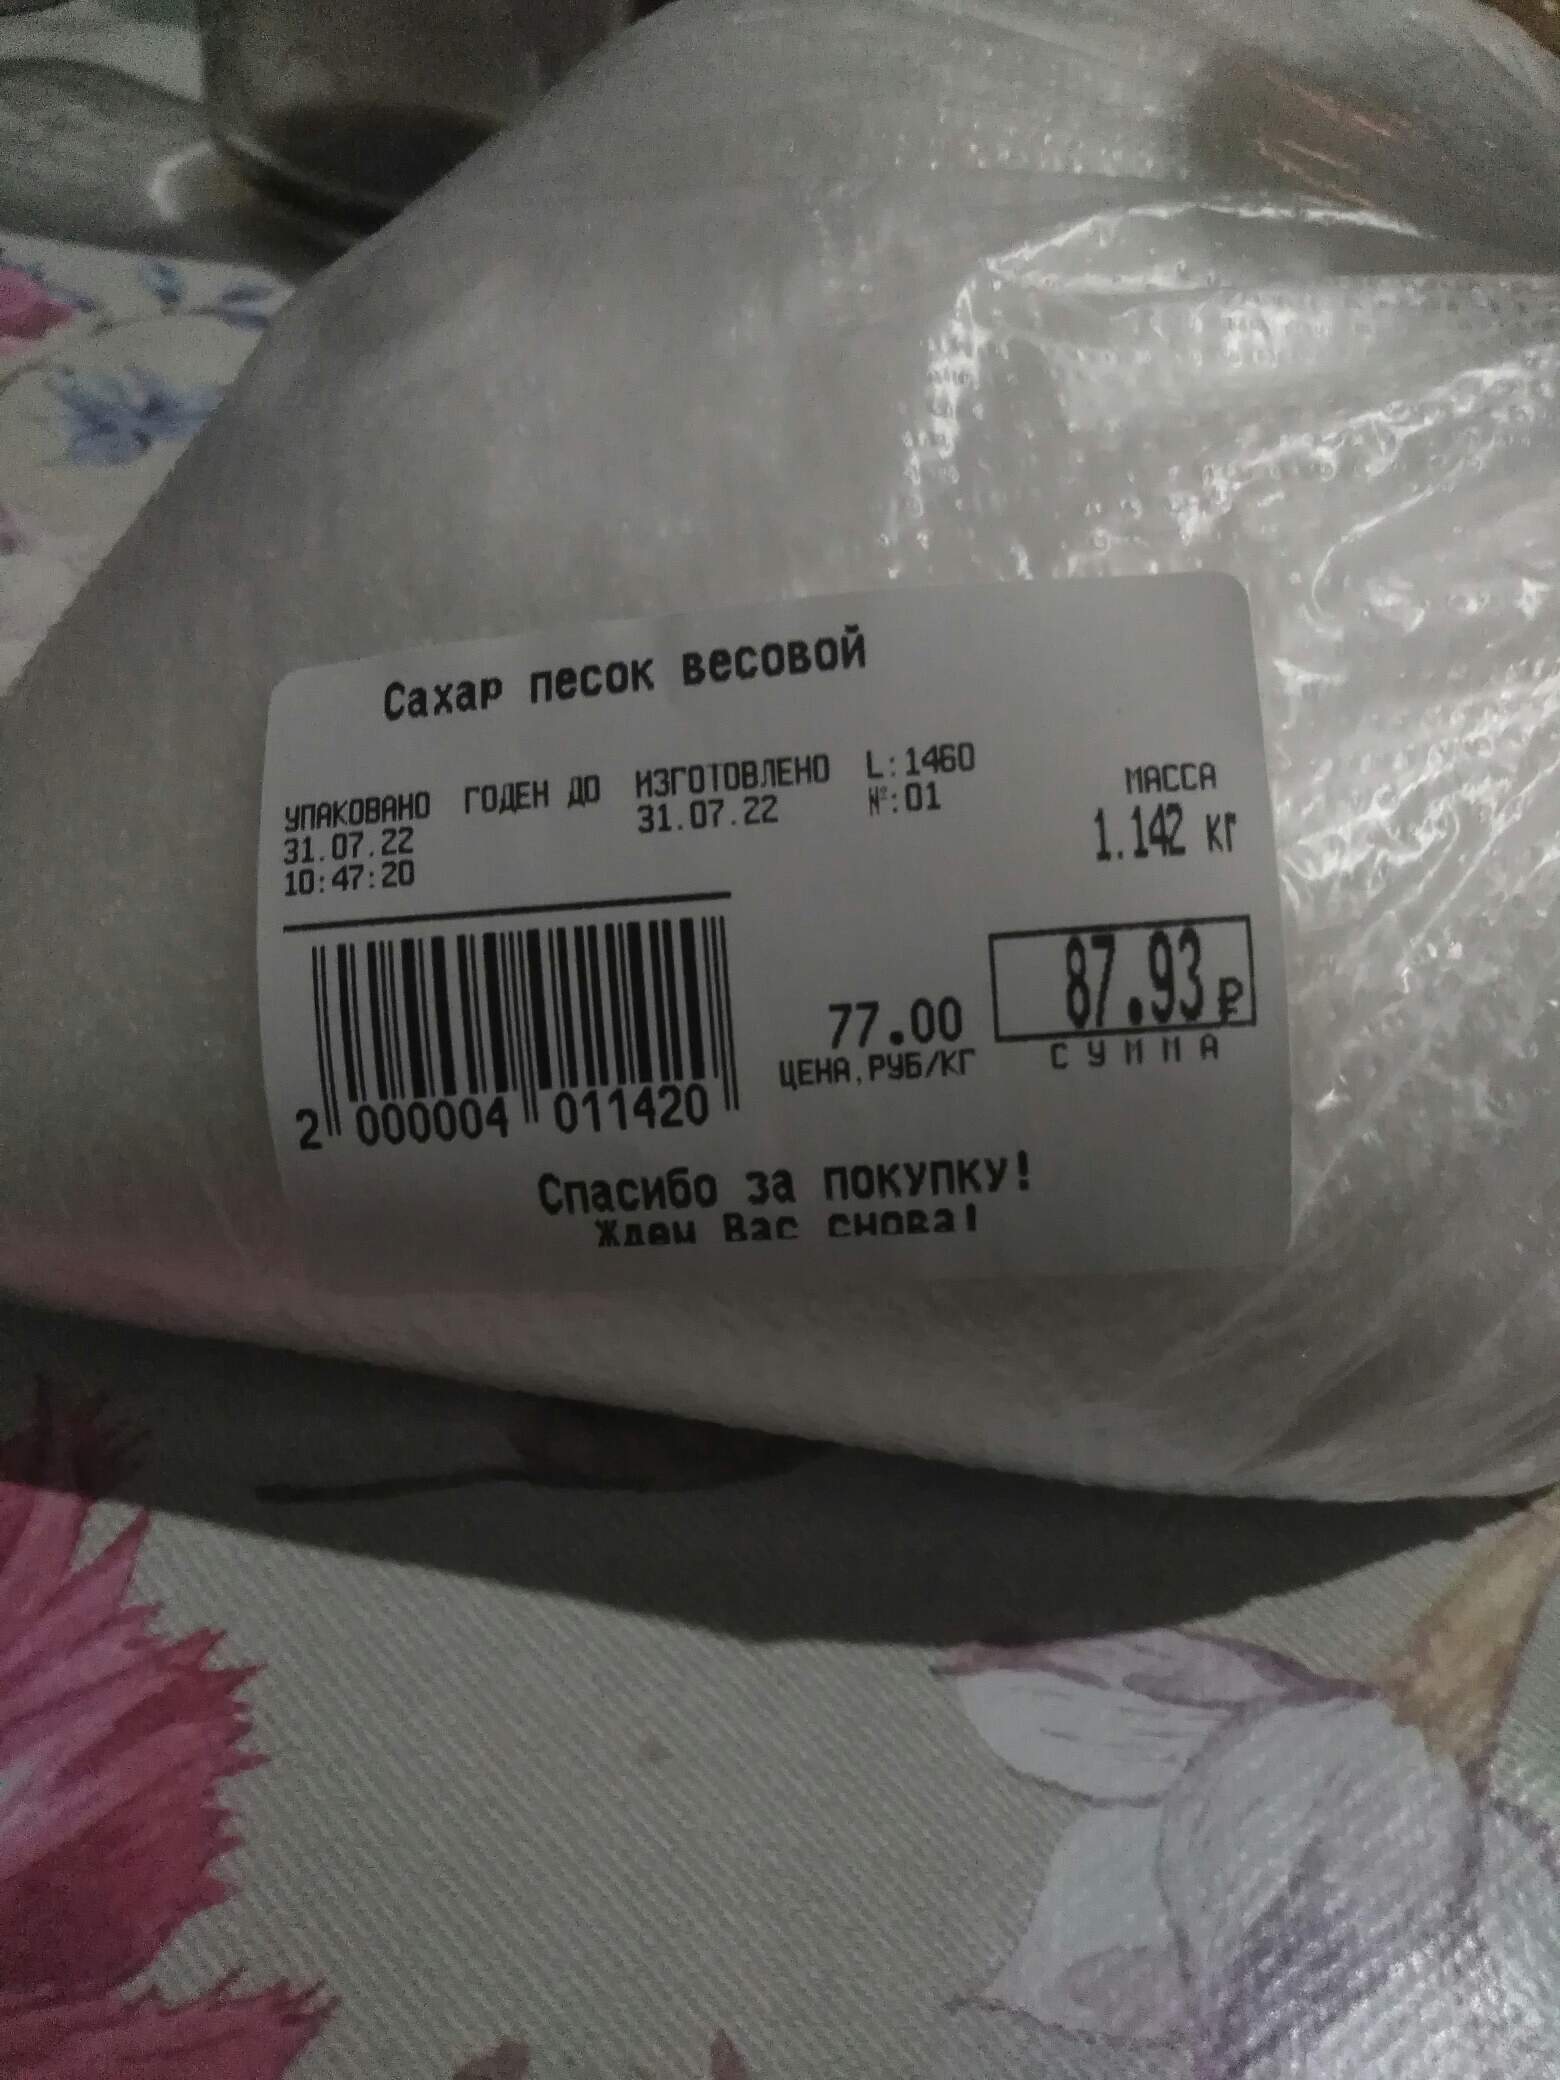 Сахар песок весовой
УПАКОВАНО ГОДЕН ДО ИЗГОТОВЛЕНО L:1460
31.07.22 31.07.22 №:01
10:47:20
МАССА
1.142 кг
77.00
ЦЕНА,РУБ/КГ
87.93₽
СУММА
2 000004 011420
Спасибо за покупку!
Ждем Вас снова!